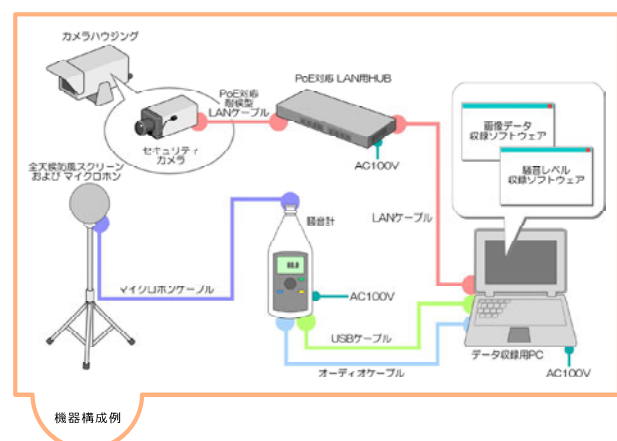 カメラハウジング
PoE対応
耐候型
LANケーブル
PoE対応 LAN用HUB
セキュリティ
カメラ
AC100V
画像データ
収録ソフトウェア
騒音レベル
収録ソフトウェア
全天候防風スクリーン
および マイクロホン
騒音計
LANケーブル
マイクロホンケーブル
AC100V
USBケーブル
オーディオケーブル
データ収録用PC
AC100V
機器構成例